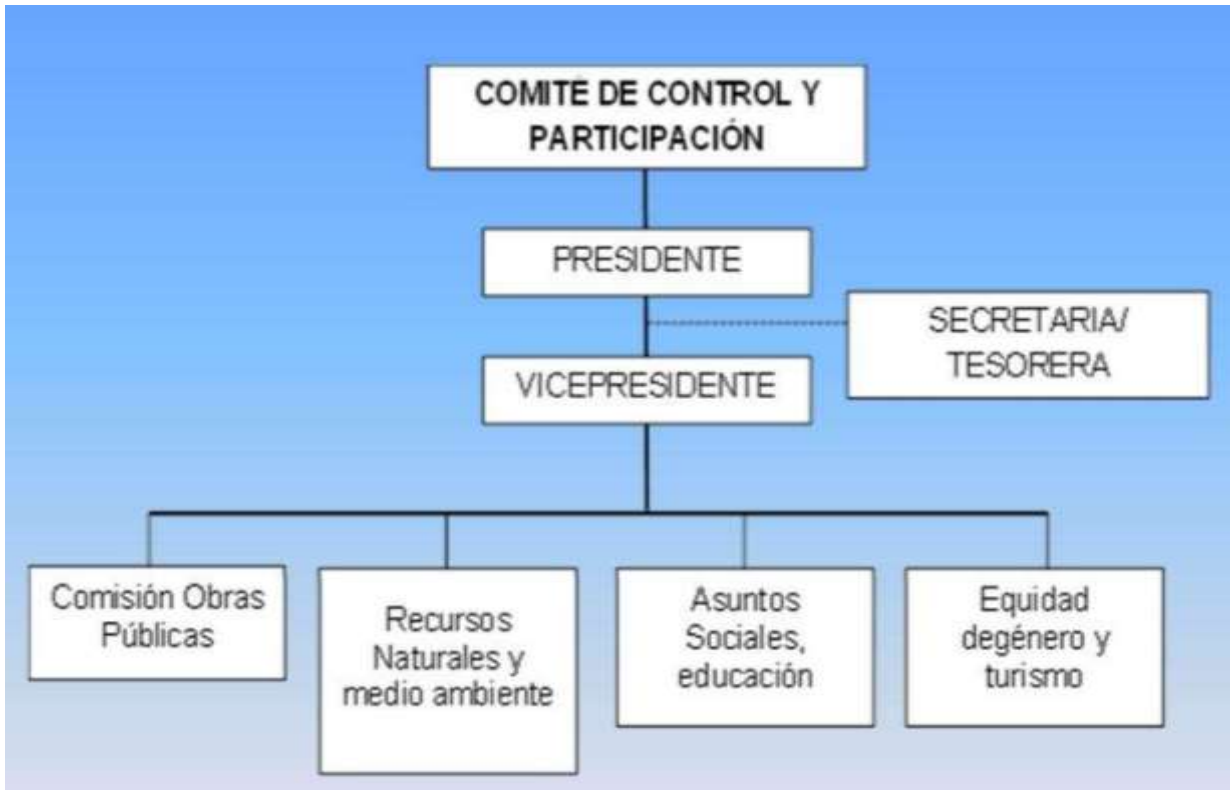 COMITÉ DE CONTROL Y
PARTICIPACIÓN
PRESIDENTE
SECRETARIA/
TESORERA
VICEPRESIDENTE
Comisión Obras
Públicas
Recursos
Naturales y
medio ambiente
Asuntos
Sociales,
educación
Equidad
degénero y
turismo